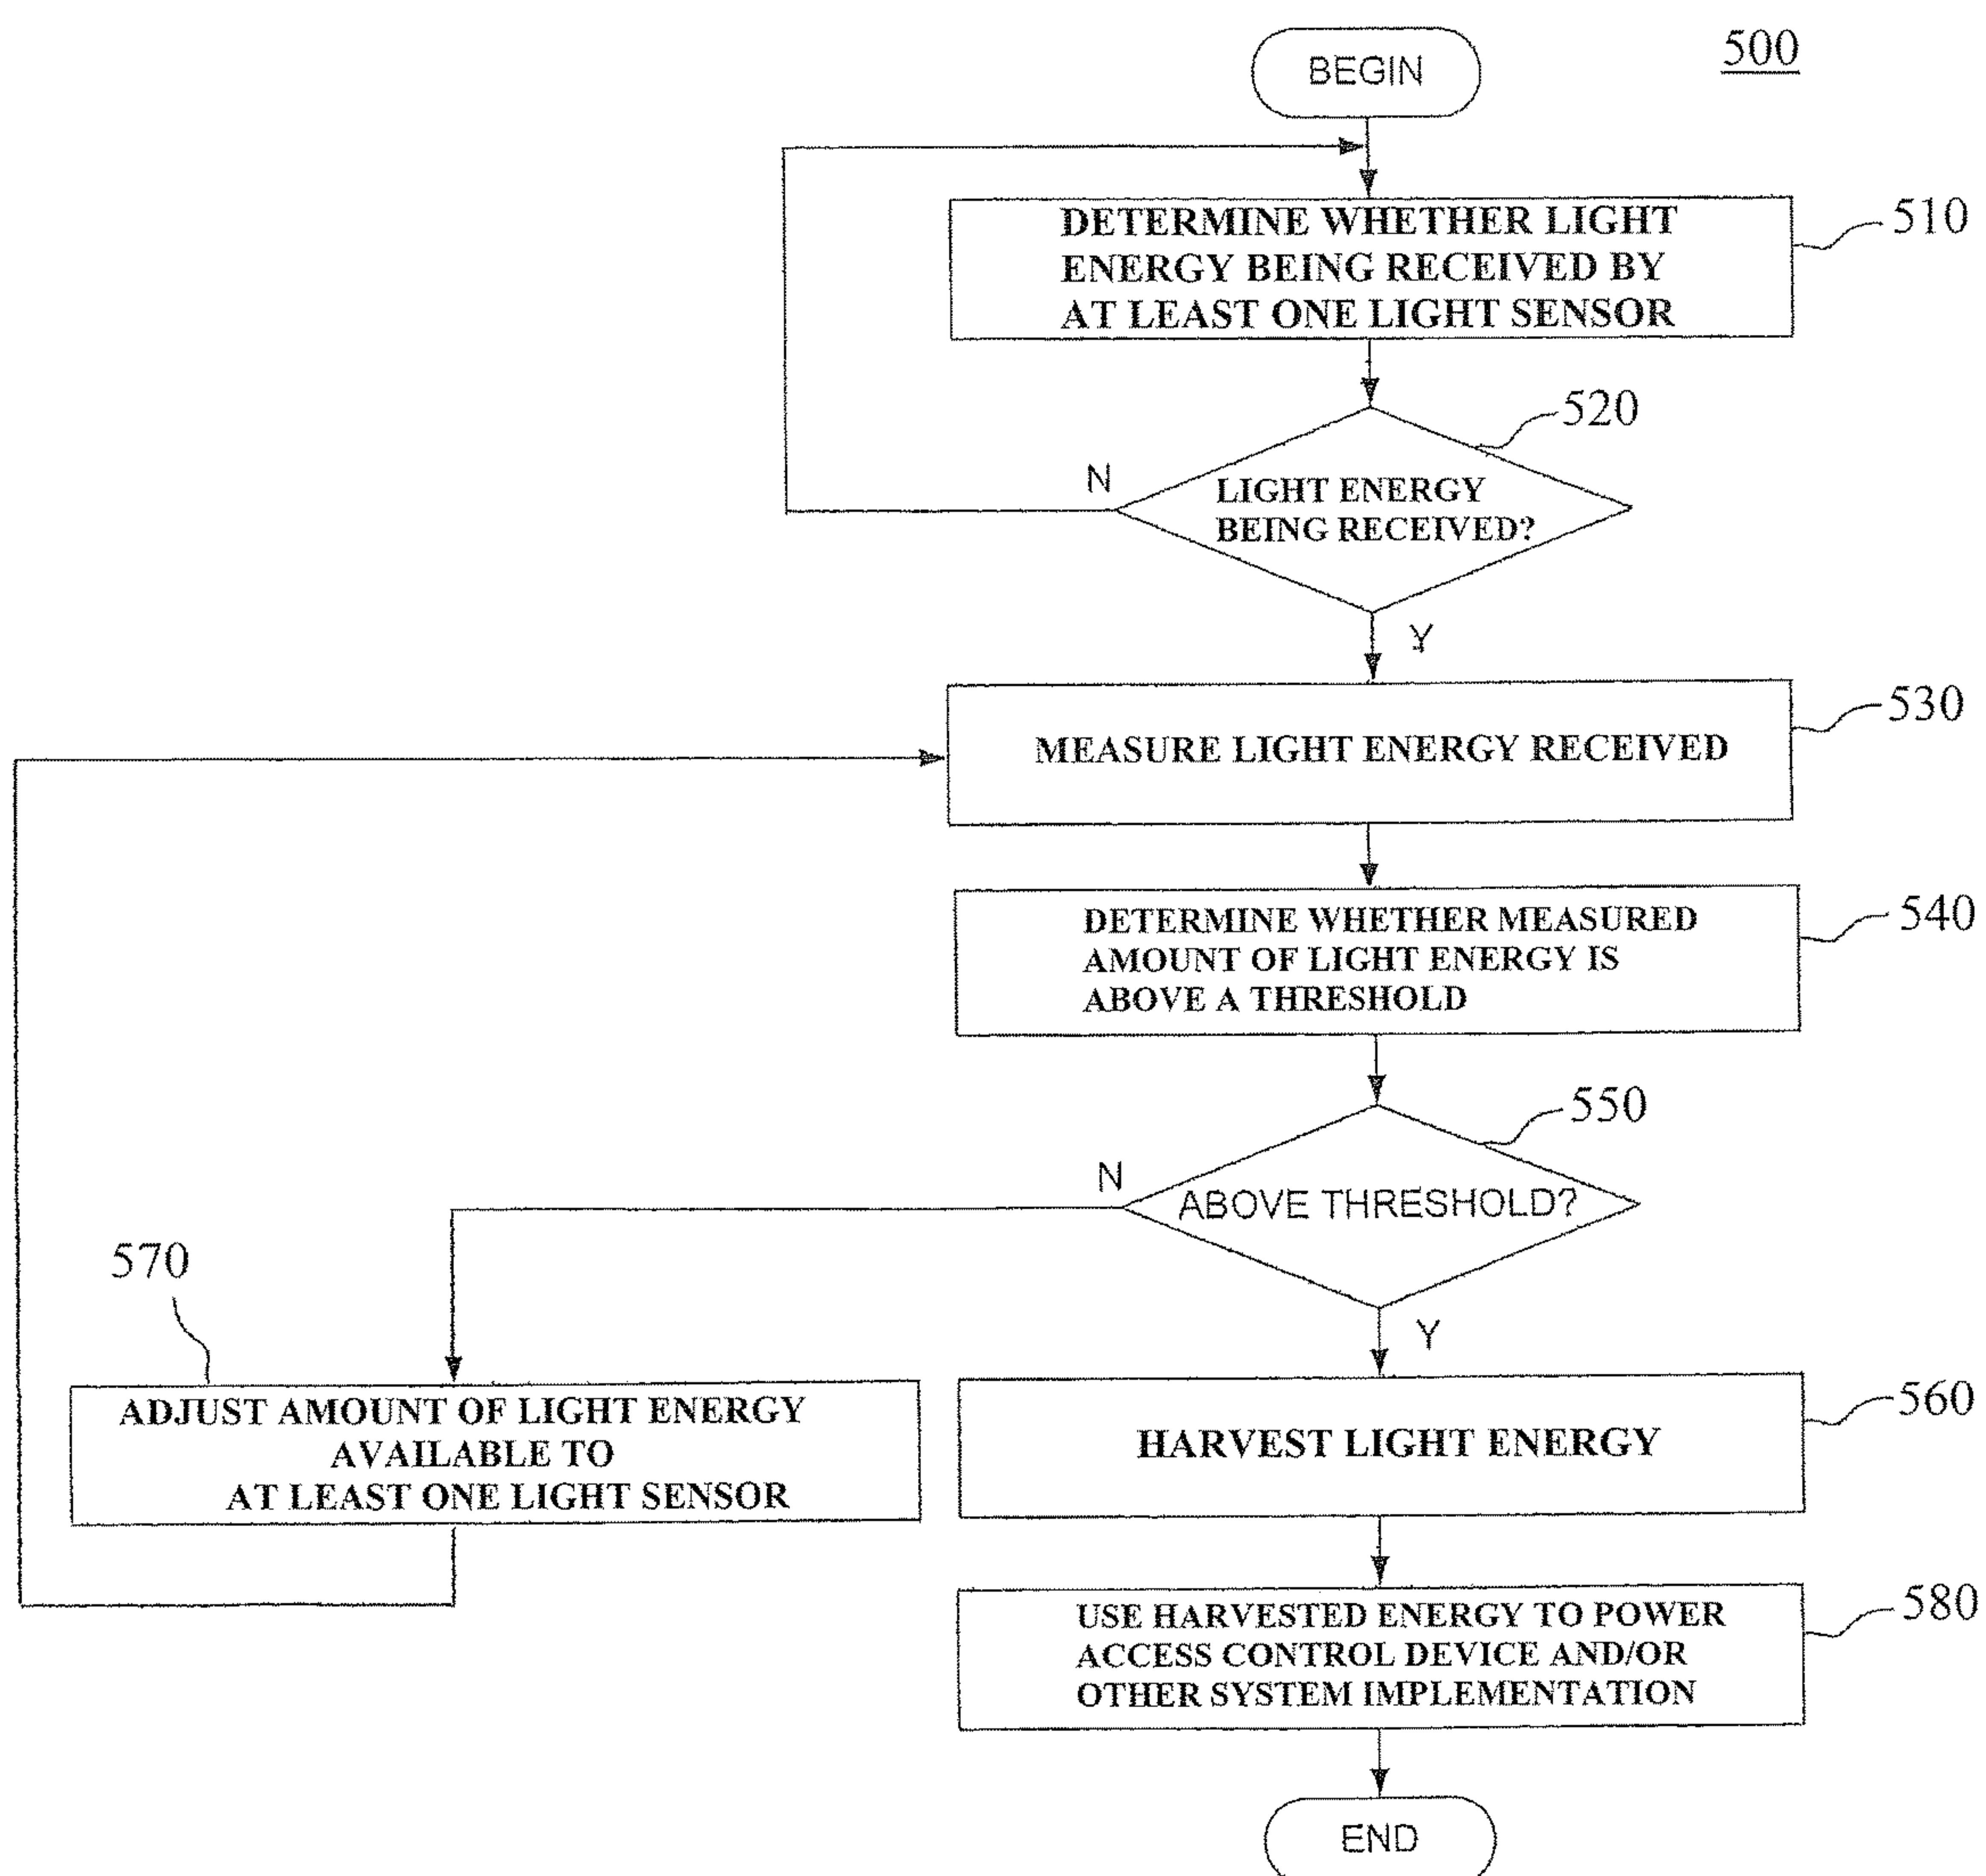 500
BEGIN
DETERMINE WHETHER LIGHT
ENERGY BEING RECEIVED BY
AT LEAST ONE LIGHT SENSOR
510
520
N
LIGHT ENERGY
BEING RECEIVED?
Y
530
MEASURE LIGHT ENERGY RECEIVED
DETERMINE WHETHER MEASURED
AMOUNT OF LIGHT ENERGY IS
ABOVE A THRESHOLD
540
550
N
ABOVE THRESHOLD?
Y
570
ADJUST AMOUNT OF LIGHT ENERGY
AVAILABLE TO
AT LEAST ONE LIGHT SENSOR
560
HARVEST LIGHT ENERGY
USE HARVESTED ENERGY TO POWER
ACCESS CONTROL DEVICE AND/OR
OTHER SYSTEM IMPLEMENTATION
580
END